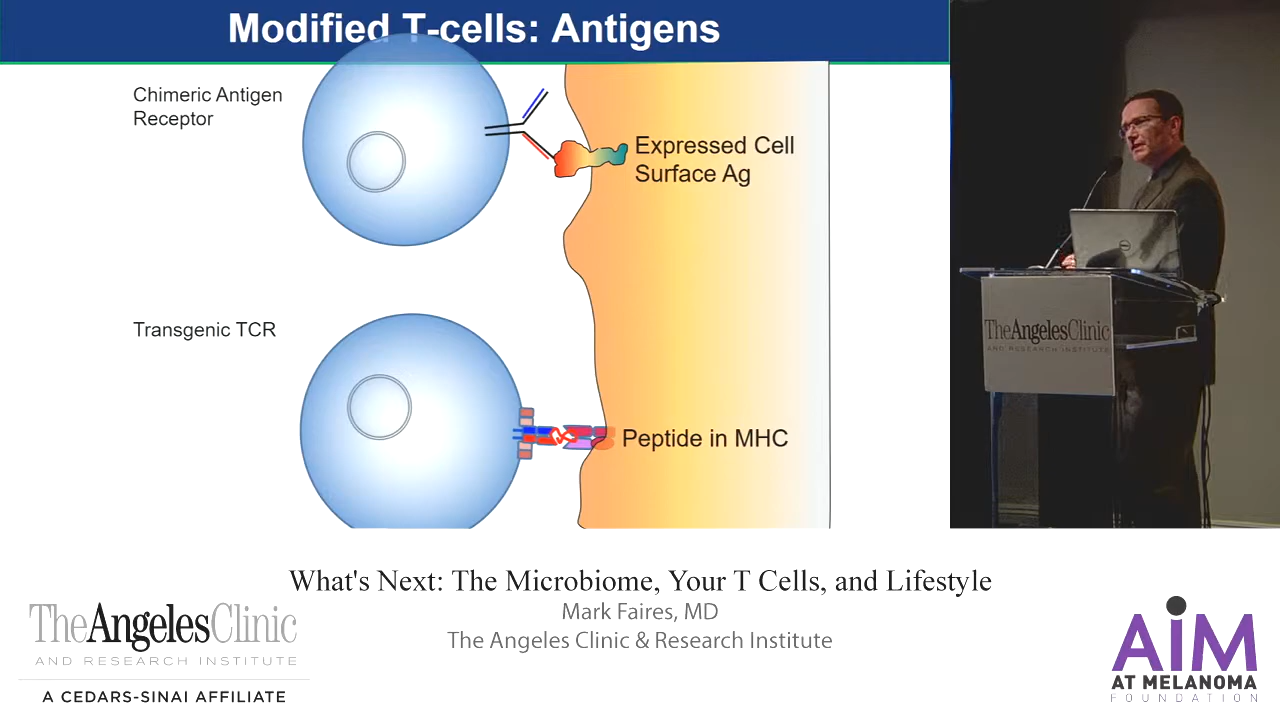 Modified T-cells: Antigens
Chimeric Antigen
Receptor
Expressed Cell
Surface Ag
Transgenic TCR
Peptide in MHC
TheAngelesClinic
AND RESEARCH INSTITUTE
What's Next: The Microbiome, Your T Cells, and Lifestyle
Mark Faires, MD
The Angeles Clinic & Research Institute
TheAngelesClinic
AND RESEARCH INSTITUTE
A CEDARS-SINAI AFFILIATE
AiM
AT MELANOMA
FOUNDATION